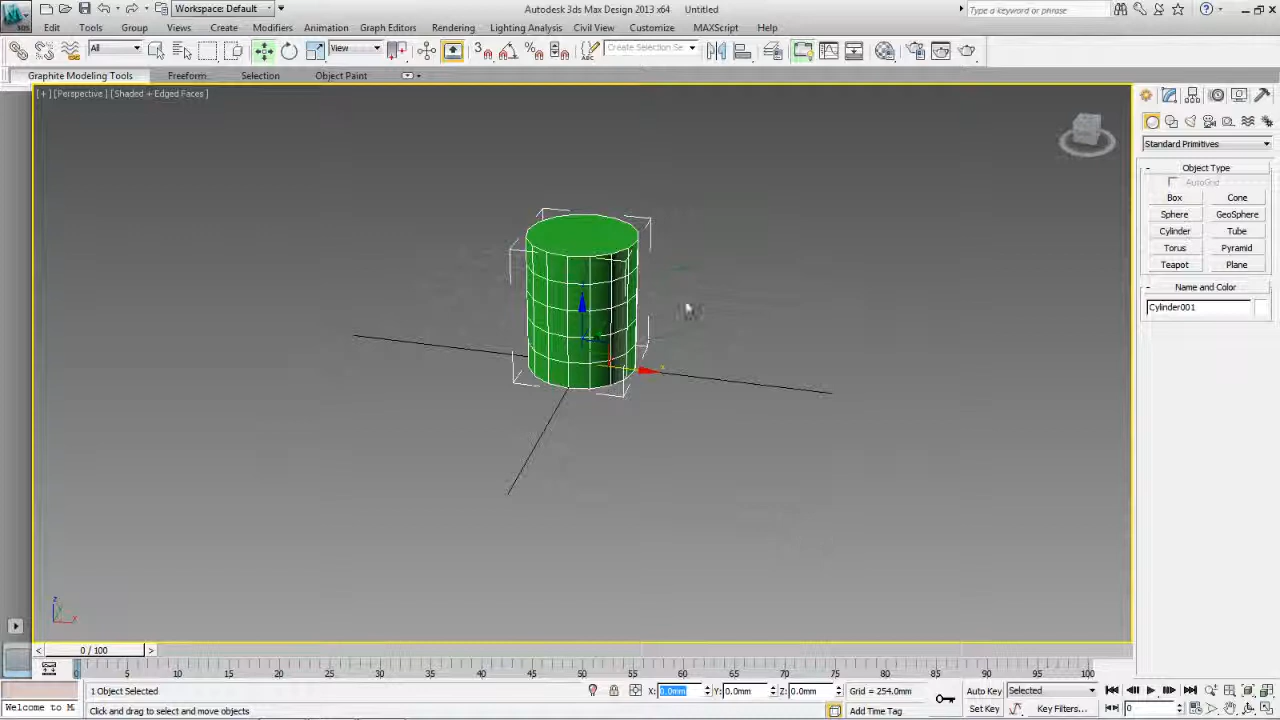 Workspace: Default
Autodesk 3ds Max Design 2013 x64
Untitled
Type a keyword or phrase
Edit
Tools
Group
Views
Create
Modifiers
Animation
Graph Editors
Rendering
Lighting Analysis
Civil View
Customize
MAXScript
Help
All
View
Create Selection Se
Graphite Modeling Tools
Freeform
Selection
Object Paint
[ + ] [Perspective ] [Shaded + Edged Faces ]
Standard Primitives
- Object Type
AutoGrid
Box
Cone
Sphere
GeoSphere
Cylinder
Tube
Torus
Pyramid
Teapot
Plane
- Name and Color
Cylinder001
x
z
y
x
< 0 / 100 >
5 10 15 20 25 30 35 40 45 50 55 60 65 70 75 80 85 90 95 100
1 Object Selected
X: 0.0mm
Y: 0.0mm
Z: 0.0mm
Grid = 254.0mm
Auto Key
Selected
Welcome to M
Click and drag to select and move objects
Add Time Tag
Set Key
Key Filters...
0